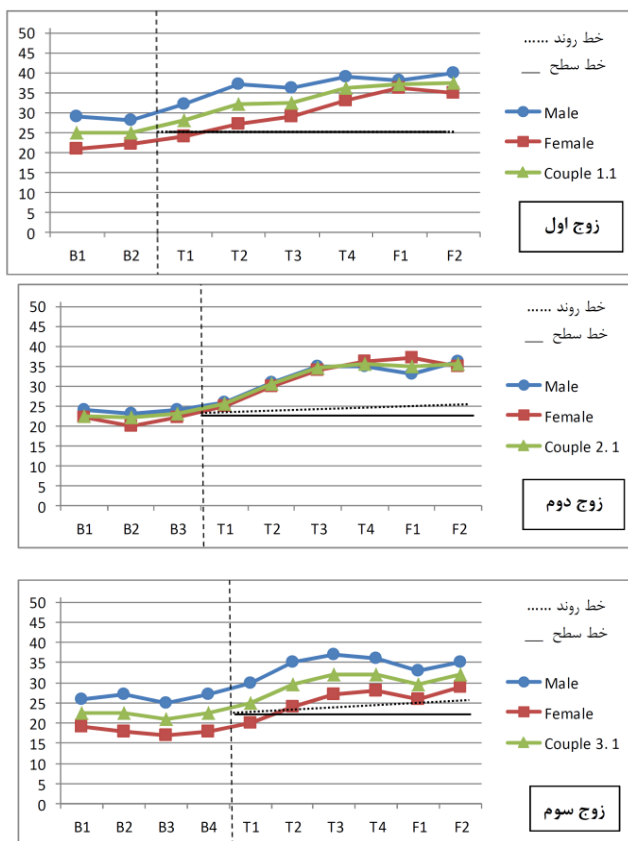 50
45
40
35
30
25
20
15
10
5
0
B1 B2 T1 T2 T3 T4 F1 F2
...... خط روند
__ خط سطح
Male
Female
Couple 1.1
زوج اول
50
45
40
35
30
25
20
15
10
5
0
B1 B2 B3 T1 T2 T3 T4 F1 F2
...... خط روند
__ خط سطح
Male
Female
Couple 2. 1
زوج دوم
50
45
40
35
30
25
20
15
10
5
0
B1 B2 B3 B4 T1 T2 T3 T4 F1 F2
...... خط روند
__ خط سطح
Male
Female
Couple 3. 1
زوج سوم